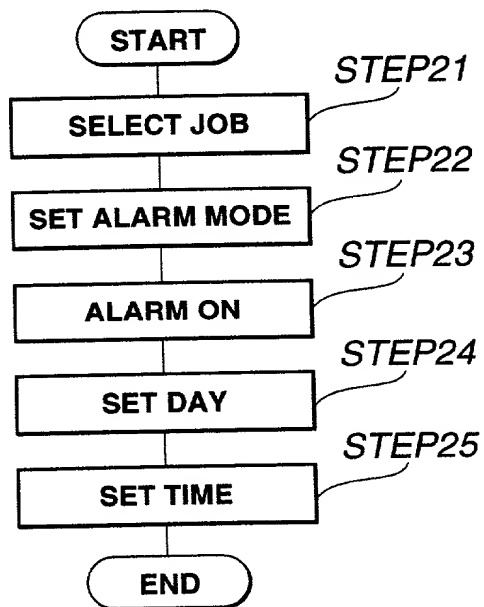 START
STEP21
SELECT JOB
STEP22
SET ALARM MODE
STEP23
ALARM ON
STEP24
SET DAY
STEP25
SET TIME
END